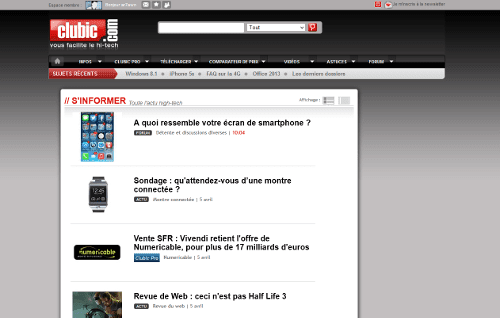 Espace version
Je m'inscris à la newsletter
clubic.com
vous facilite le hi-tech
Tout
INFOS
CLUBIC PRO
TÉLÉCHARGER
COMPARATEUR DE PRIX
VIDÉOS
ASTUCES
FORUM
SUJETS RÉCENTS
Windows 8.1
iPhone 5s
FAQ sur la 4G
Office 2013
Les derniers dossiers
// S'INFORMER Toute l'actu high-tech
Affichage :
A quoi ressemble votre écran de smartphone ?
FORUM Détente et discussions diverses | 10:04
Sondage : qu'attendez-vous d'une montre
connectée ?
ACTU Montre connectée | 5 avril
numericable
Vente SFR : Vivendi retient l'offre de
Numericable, pour plus de 17 milliards d'euros
Clubic Pro Numericable | 5 avril
Revue de Web : ceci n'est pas Half Life 3
ACTU Revue du web | 5 avril